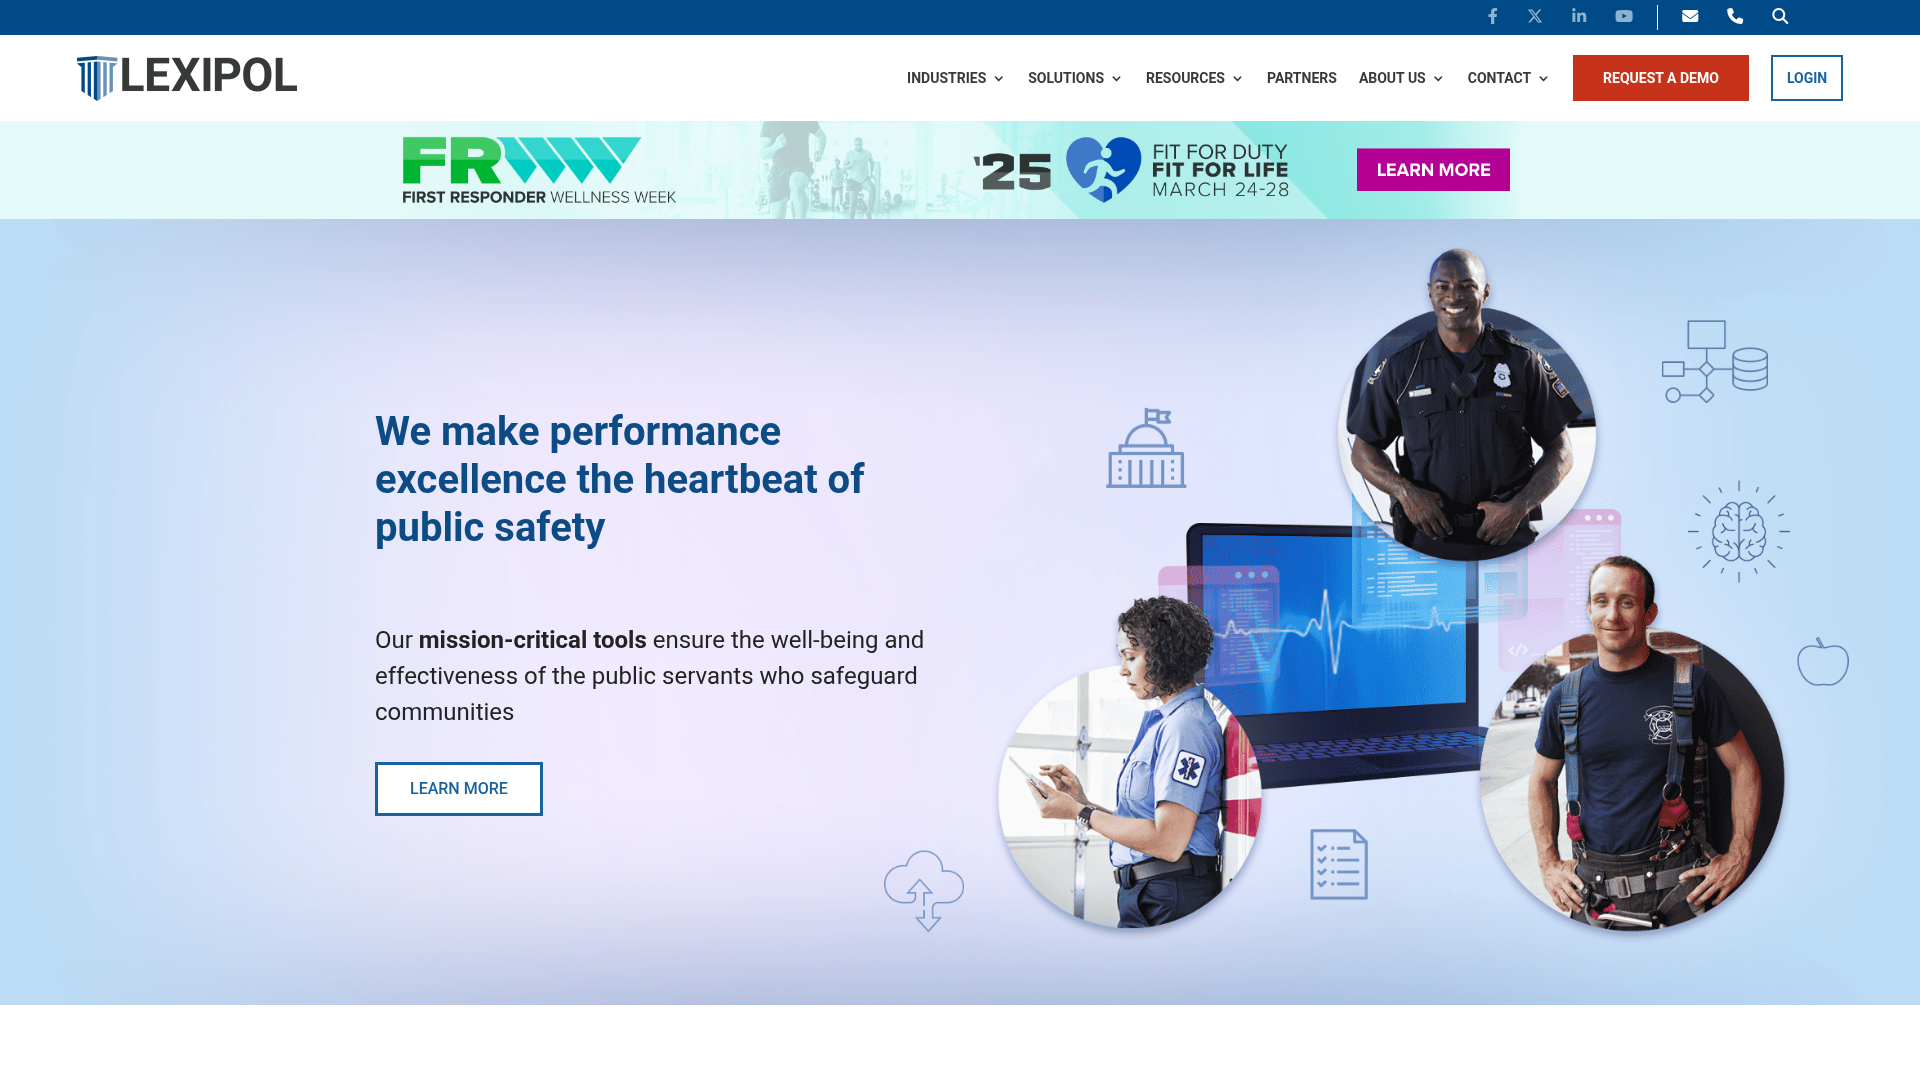 LEXIPOL
INDUSTRIES
SOLUTIONS
RESOURCES
PARTNERS
ABOUT US
CONTACT
REQUEST A DEMO
LOGIN
FRWW
FIRST RESPONDER WELLNESS WEEK
'25
FIT FOR DUTY
FIT FOR LIFE
MARCH 24-28
LEARN MORE
We make performance
excellence the heartbeat of
public safety
Our mission-critical tools ensure the well-being and
effectiveness of the public servants who safeguard
communities
LEARN MORE